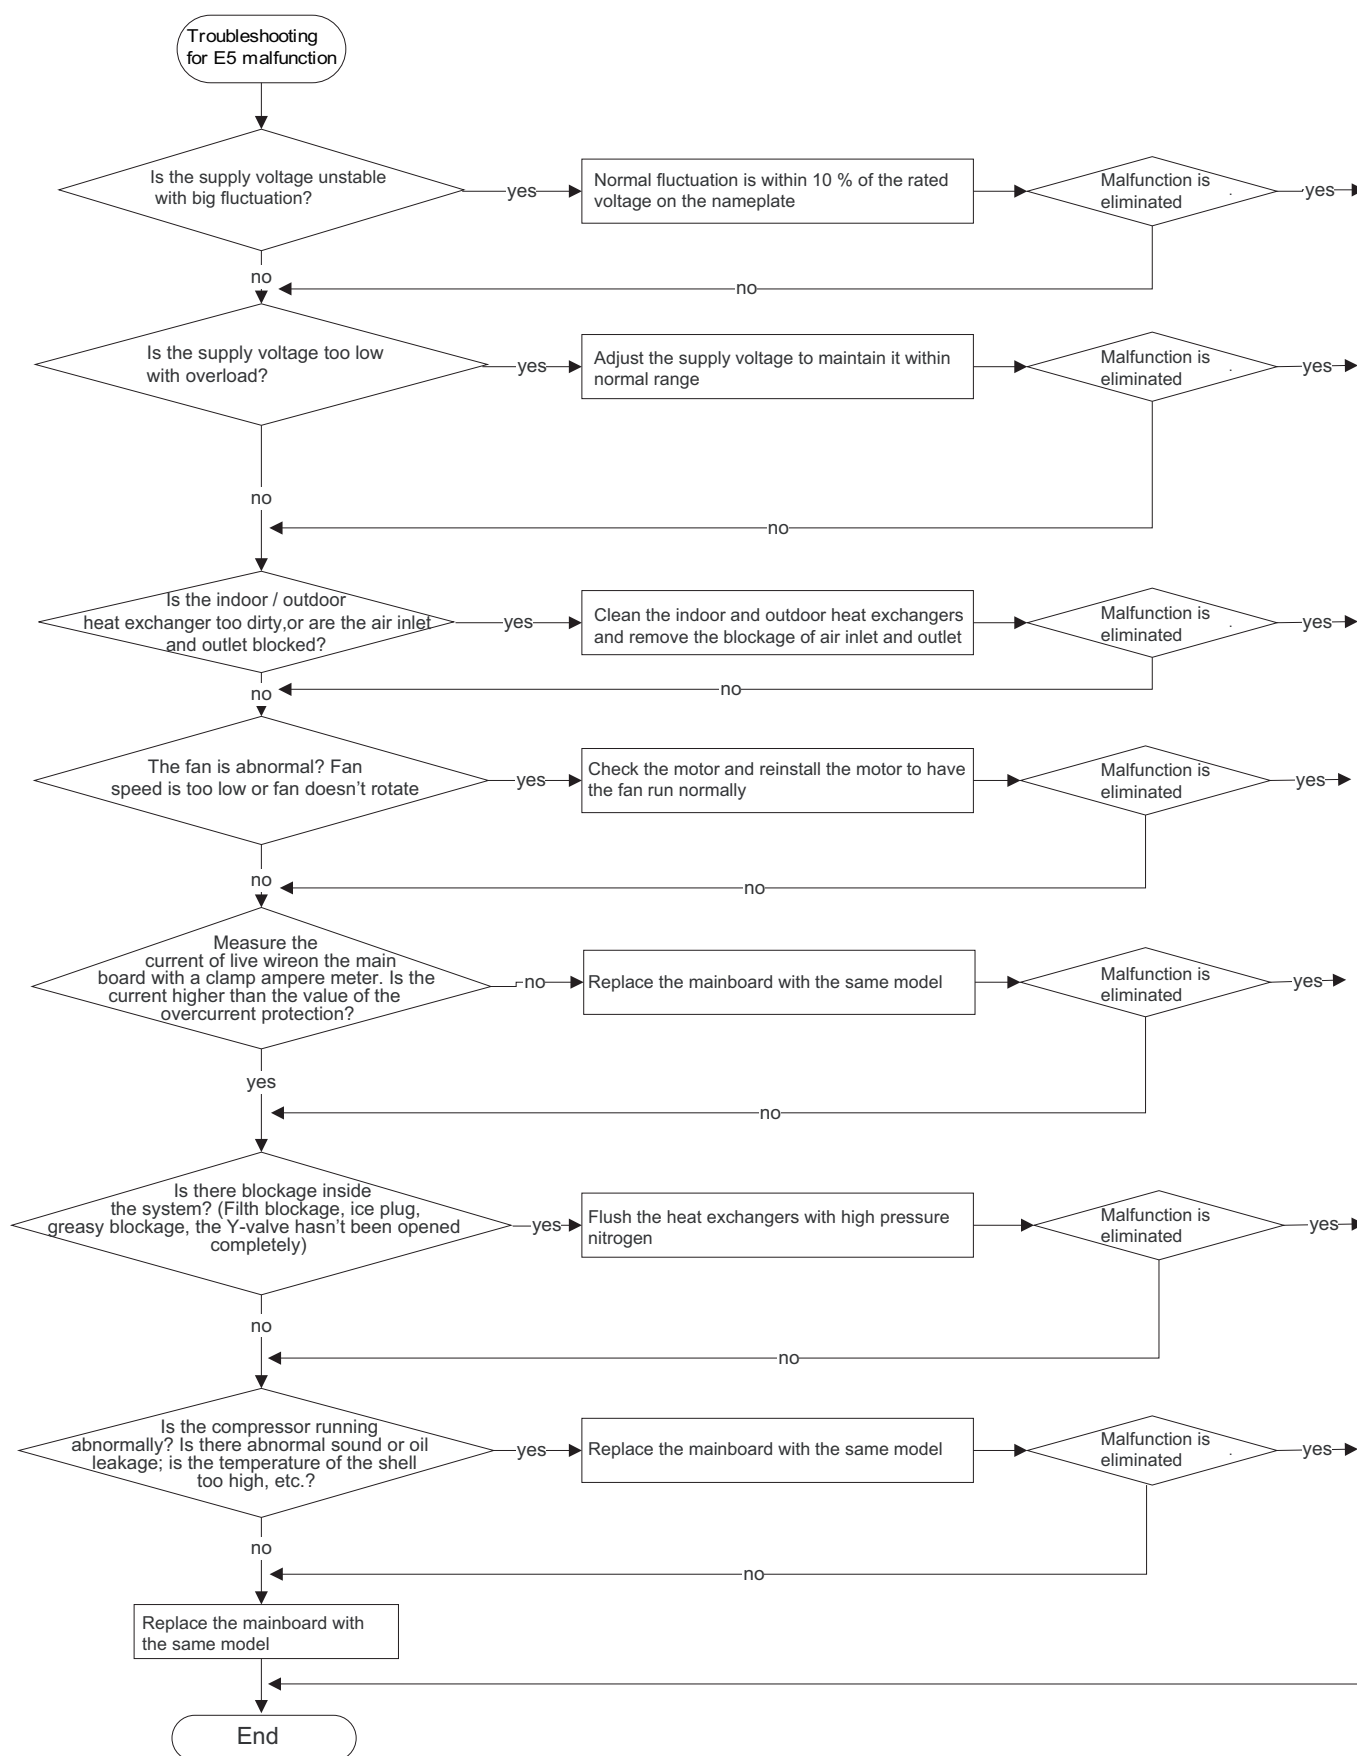 Troubleshooting
for E5 malfunction
Is the supply voltage unstable
with big fluctuation?
yes
Normal fluctuation is within 10 % of the rated
voltage on the nameplate
Malfunction is
eliminated
yes
no
no
Is the supply voltage too low
with overload?
yes
Adjust the supply voltage to maintain it within
normal range
Malfunction is
eliminated
yes
no
no
Is the indoor / outdoor
heat exchanger too dirty,or are the air inlet
and outlet blocked?
yes
Clean the indoor and outdoor heat exchangers
and remove the blockage of air inlet and outlet
Malfunction is
eliminated
yes
no
no
The fan is abnormal? Fan
speed is too low or fan doesn't rotate
yes
Check the motor and reinstall the motor to have
the fan run normally
Malfunction is
eliminated
yes
no
no
Measure the
current of live wireon the main
board with a clamp ampere meter. Is the
current higher than the value of the
overcurrent protection?
no
Replace the mainboard with the same model
Malfunction is
eliminated
yes
yes
no
Is there blockage inside
the system? (Filth blockage, ice plug,
greasy blockage, the Y-valve hasn't been opened
completely)
yes
Flush the heat exchangers with high pressure
nitrogen
Malfunction is
eliminated
yes
no
no
Is the compressor running
abnormally? Is there abnormal sound or oil
leakage; is the temperature of the shell
too high, etc.?
yes
Replace the mainboard with the same model
Malfunction is
eliminated
yes
no
no
Replace the mainboard with
the same model
End